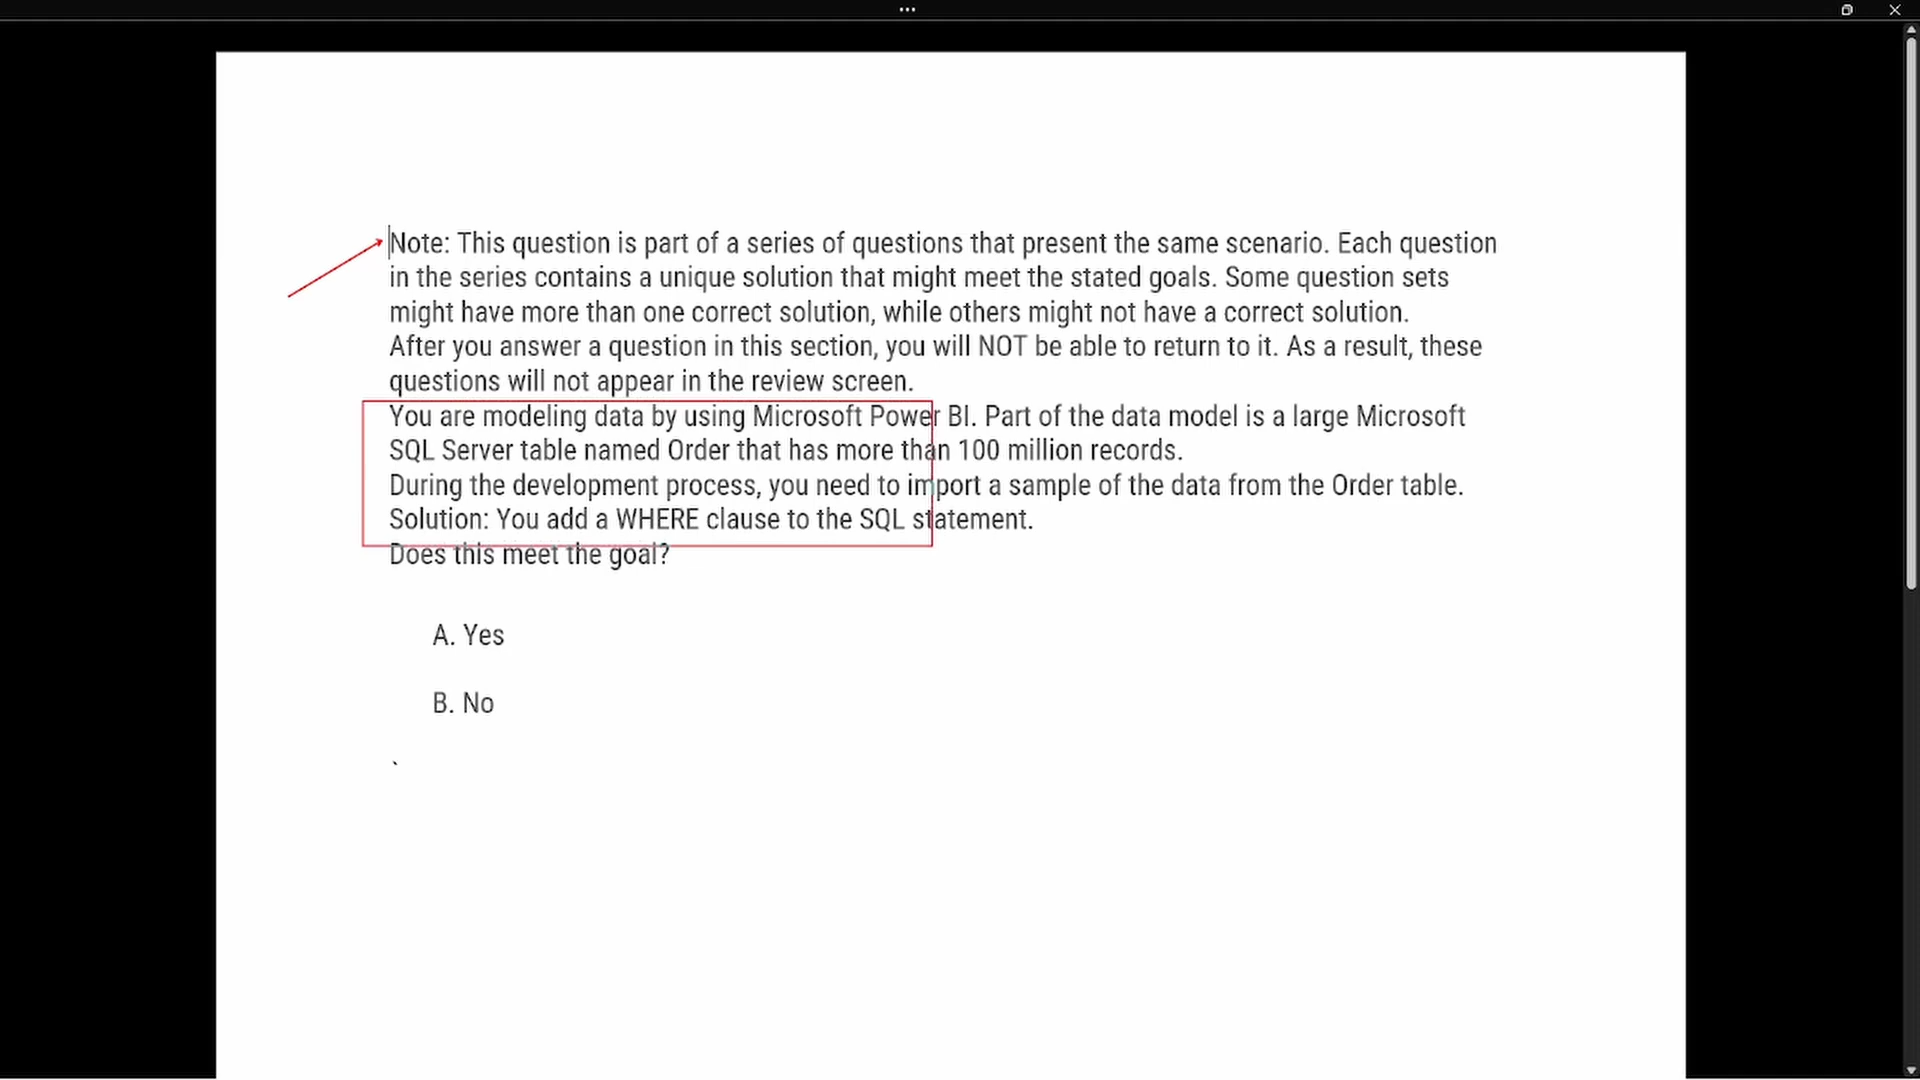 Note: This question is part of a series of questions that present the same scenario. Each question
in the series contains a unique solution that might meet the stated goals. Some question sets
might have more than one correct solution, while others might not have a correct solution.
After you answer a question in this section, you will NOT be able to return to it. As a result, these
questions will not appear in the review screen.
You are modeling data by using Microsoft Power BI. Part of the data model is a large Microsoft
SQL Server table named Order that has more than 100 million records.
During the development process, you need to import a sample of the data from the Order table.
Solution: You add a WHERE clause to the SQL statement.
Does this meet the goal?
A. Yes
B. No